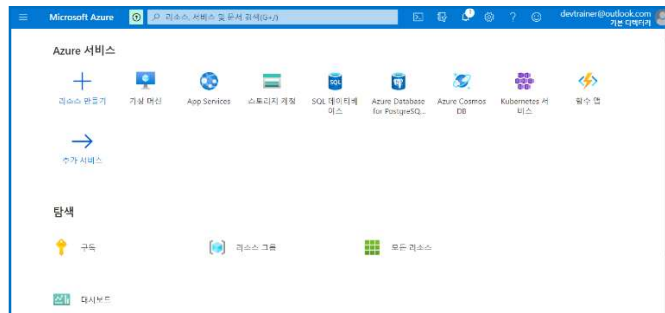 Microsoft Azure
리소스, 서비스 및 문서 검색(G+/)
devtrainer@outlook.com
기본 디렉터리
Azure 서비스
리소스 만들기
가상 머신
App Services
스토리지 계정
SQL 데이터베
이스
Azure Database
for PostgreSQ...
Azure Cosmos
DB
Kubernetes 서
비스
함수 앱
추가 서비스
탐색
구독
리소스 그룹
모든 리소스
대시보드